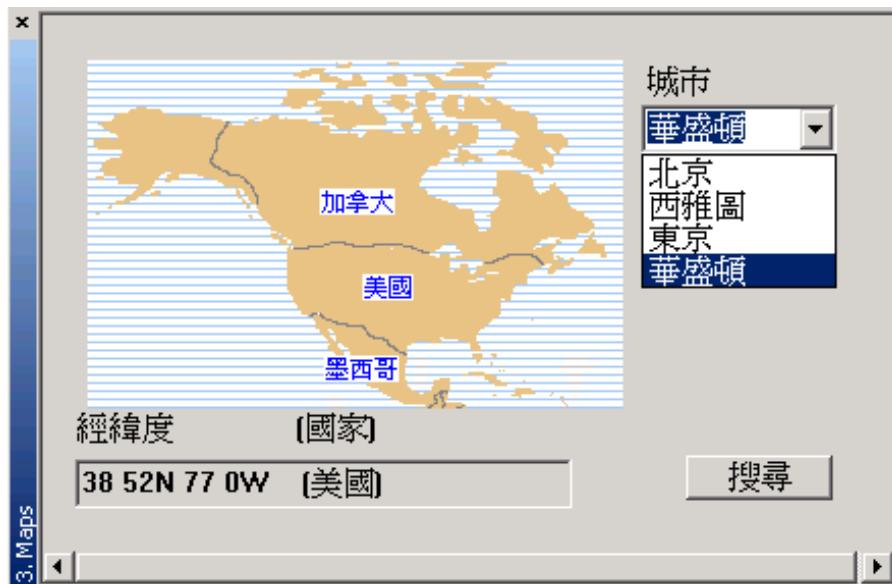 城市
華盛頓
北京
西雅圖
東京
華盛頓
加拿大
美國
墨西哥
經緯度 (國家)
38 52N 77 0W (美國)
搜尋
3. Maps